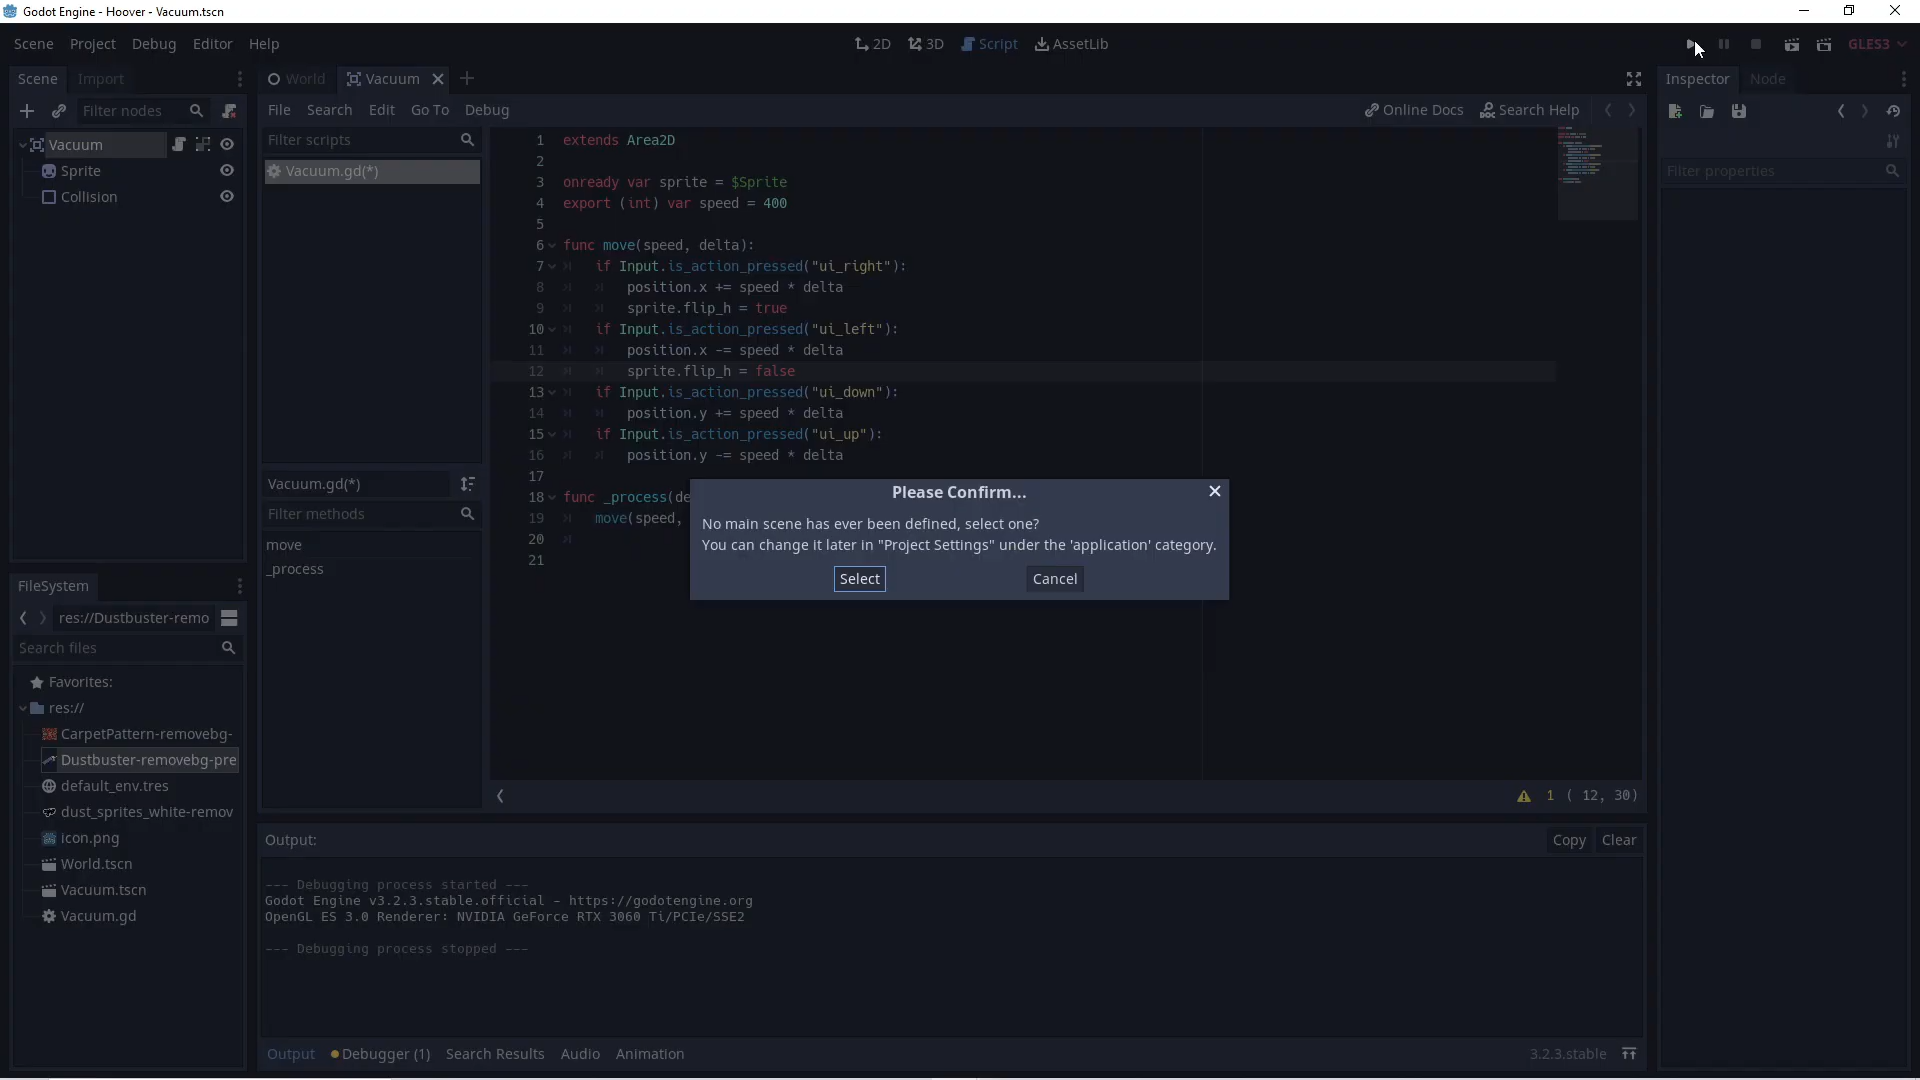 Godot Engine - Hoover - Vacuum.tscn
Scene Project Debug Editor Help
2D 3D Script AssetLib
GLES3
Scene Import
World Vacuum
Inspector Node
Filter nodes
File Search Edit Go To Debug
Online Docs Search Help
Vacuum
Sprite
Collision
Filter scripts
Vacuum.gd(*)
Vacuum.gd(*)
Filter methods
move
_process
1 extends Area2D
2
3 onready var sprite = $Sprite
4 export (int) var speed = 400
5
6 func move(speed, delta):
7 if Input.is_action_pressed("ui_right"):
8 position.x += speed * delta
9 sprite.flip_h = true
10 if Input.is_action_pressed("ui_left"):
11 position.x -= speed * delta
12 sprite.flip_h = false
13 if Input.is_action_pressed("ui_down"):
14 position.y += speed * delta
15 if Input.is_action_pressed("ui_up"):
16 position.y -= speed * delta
17
18 func _process(de
19 move(speed,
20
21
Please Confirm...
No main scene has ever been defined, select one?
You can change it later in "Project Settings" under the 'application' category.
Select Cancel
1 ( 12, 30)
Filter properties
FileSystem
res://Dustbuster-remo
Search files
Favorites:
res://
CarpetPattern-removebg-
Dustbuster-removebg-pre
default_env.tres
dust_sprites_white-remov
icon.png
World.tscn
Vacuum.tscn
Vacuum.gd
Output:
Copy Clear
--- Debugging process started ---
Godot Engine v3.2.3.stable.official - https://godotengine.org
OpenGL ES 3.0 Renderer: NVIDIA GeForce RTX 3060 Ti/PCIe/SSE2
--- Debugging process stopped ---
Output Debugger (1) Search Results Audio Animation
3.2.3.stable